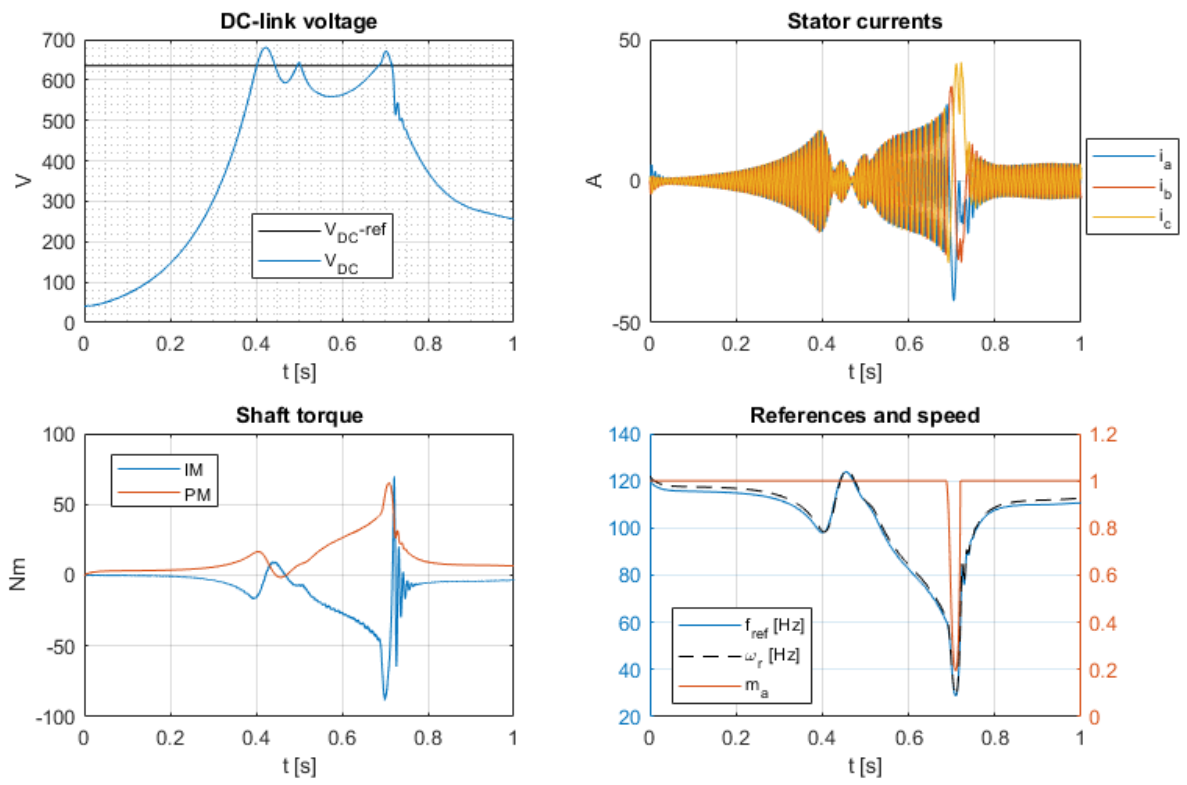 DC-link voltage
700
600
500
400
300
200
100
0
V
V_DC-ref
V_DC
0 0.2 0.4 0.6 0.8 1
t [s]
Stator currents
50
0
-50
A
i_a
i_b
i_c
0 0.2 0.4 0.6 0.8 1
t [s]
Shaft torque
100
50
0
-50
-100
Nm
IM
PM
0 0.2 0.4 0.6 0.8 1
t [s]
References and speed
140
120
100
80
60
40
20
1.2
1
0.8
0.6
0.4
0.2
0
f_ref [Hz]
ω_r [Hz]
m_a
0 0.2 0.4 0.6 0.8 1
t [s]